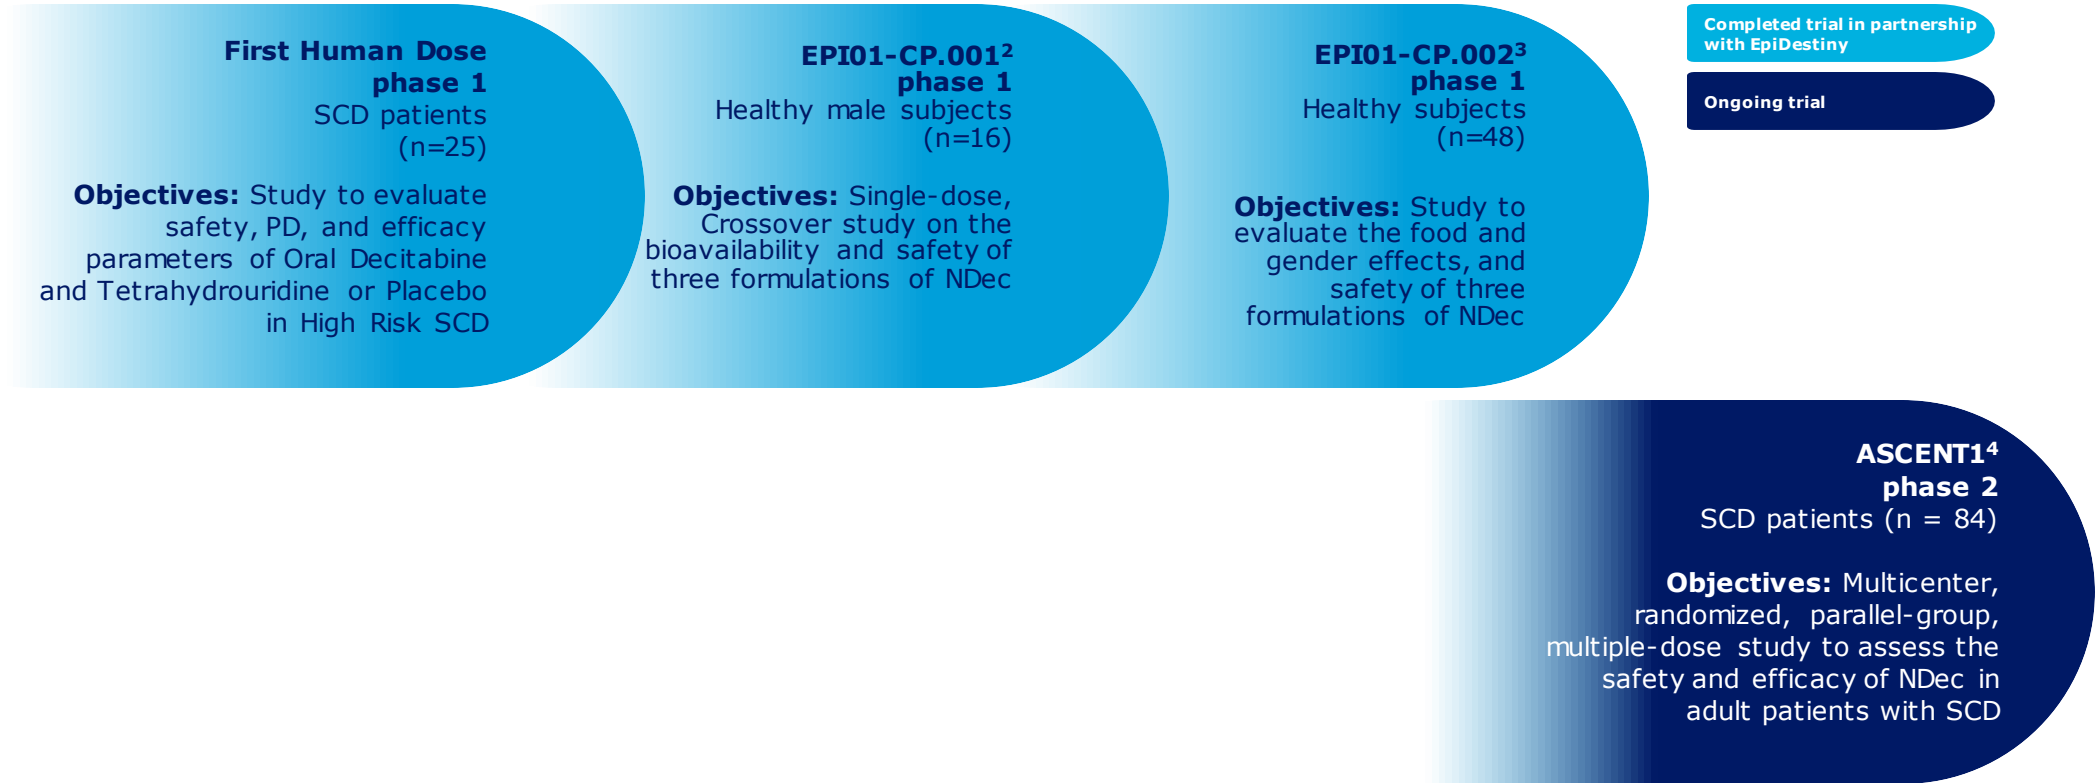 First Human Dose
phase 1
SCD patients
(n=25)
Objectives: Study to evaluate
safety, PD, and efficacy
parameters of Oral Decitabine
and Tetrahydrouridine or Placebo
in High Risk SCD
EPI01-CP.001²
phase 1
Healthy male subjects
(n=16)
Objectives: Single-dose,
Crossover study on the
bioavailability and safety of
three formulations of NDec
EPI01-CP.002³
phase 1
Healthy subjects
(n=48)
Objectives: Study to
evaluate the food and
gender effects, and
safety of three
formulations of NDec
Completed trial in partnership
with EpiDestiny
Ongoing trial
ASCENT1⁴
phase 2
SCD patients (n = 84)
Objectives: Multicenter,
randomized, parallel-group,
multiple-dose study to assess the
safety and efficacy of NDec in
adult patients with SCD